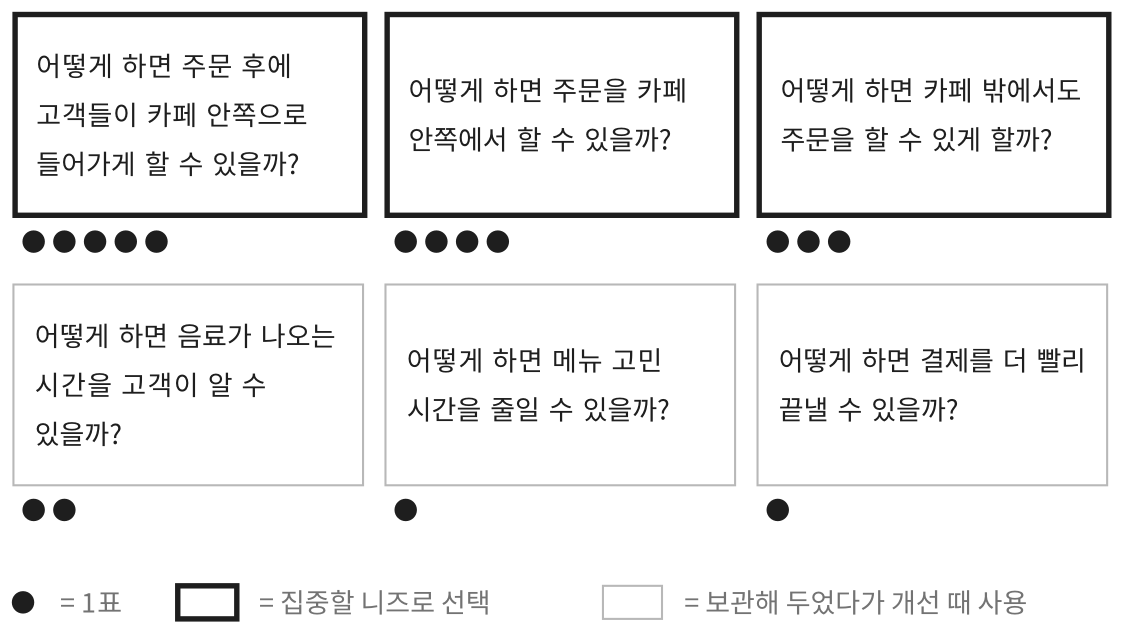 어떻게 하면 주문 후에
고객들이 카페 안쪽으로
들어가게 할 수 있을까?
어떻게 하면 주문을 카페
안쪽에서 할 수 있을까?
어떻게 하면 카페 밖에서도
주문을 할 수 있게 할까?
어떻게 하면 음료가 나오는
시간을 고객이 알 수
있을까?
어떻게 하면 메뉴 고민
시간을 줄일 수 있을까?
어떻게 하면 결제를 더 빨리
끝낼 수 있을까?
= 1표
= 집중할 니즈로 선택
= 보관해 두었다가 개선 때 사용